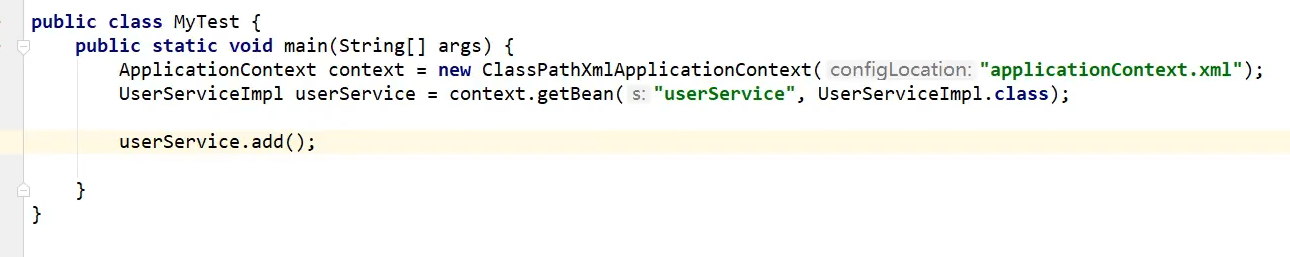 public class MyTest {
public static void main(String[] args) {
ApplicationContext context = new ClassPathXmlApplicationContext( configLocation: "applicationContext.xml");
UserServiceImpl userService = context.getBean( s: "userService", UserServiceImpl.class);
userService.add();
}
}